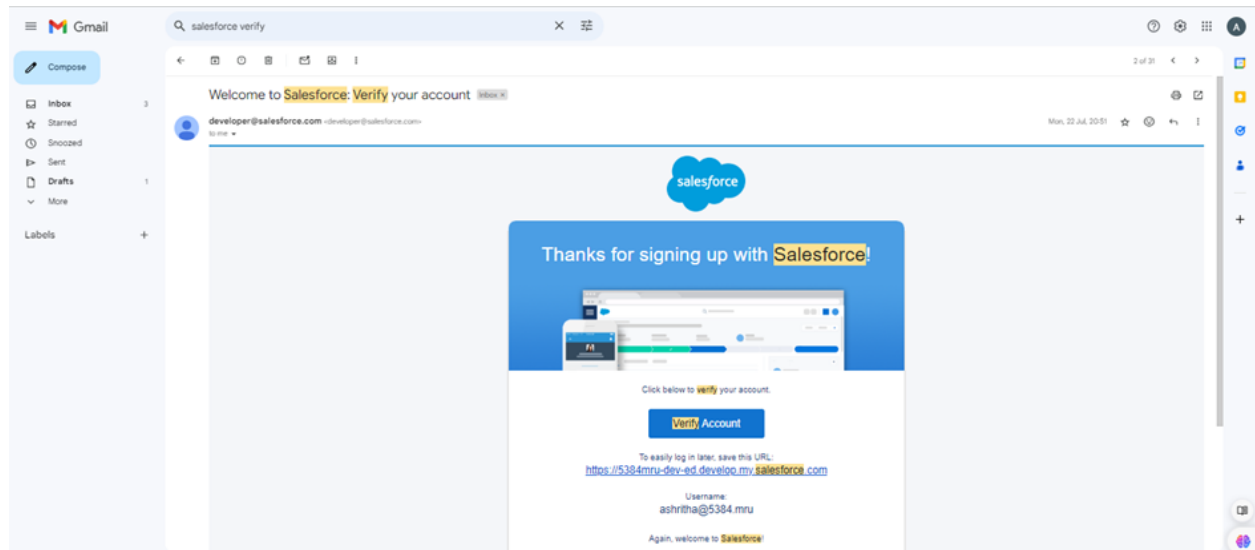 Gmail
salesforce verify
A
Compose
2 of 31
Inbox 3
Starred
Snoozed
Sent
Drafts 1
More
Labels
Welcome to Salesforce: Verify your account Inbox x
developer@salesforce.com <developer@salesforce.com>
to me
Mon, 22 Jul, 20:51
salesforce
Thanks for signing up with Salesforce!
Click below to verify your account.
Verify Account
To easily log in later, save this URL:
https://5384mru-dev-ed.develop.my.salesforce.com
Username:
ashritha@5384.mru
Again, welcome to Salesforce!